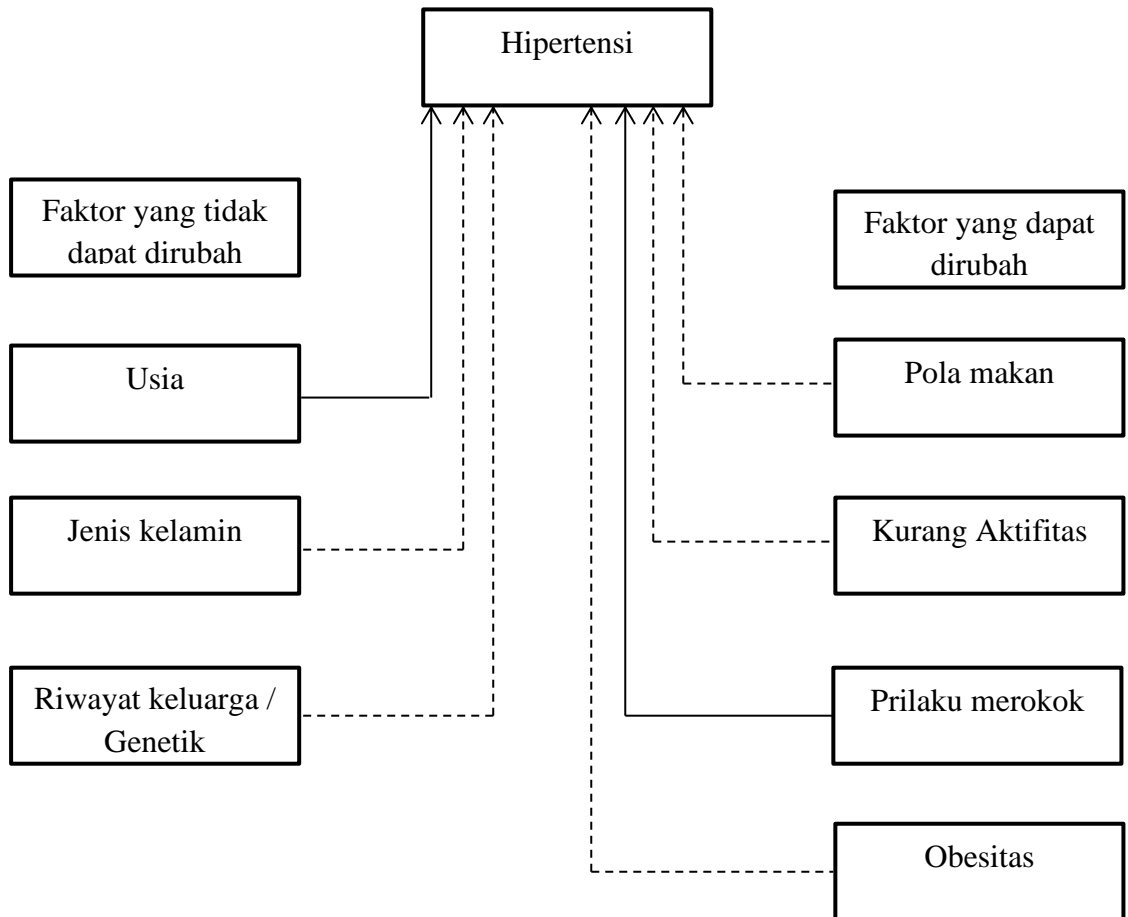 Hipertensi
Faktor yang tidak
dapat dirubah
Usia
Jenis kelamin
Riwayat keluarga /
Genetik
Faktor yang dapat
dirubah
Pola makan
Kurang Aktifitas
Prilaku merokok
Obesitas